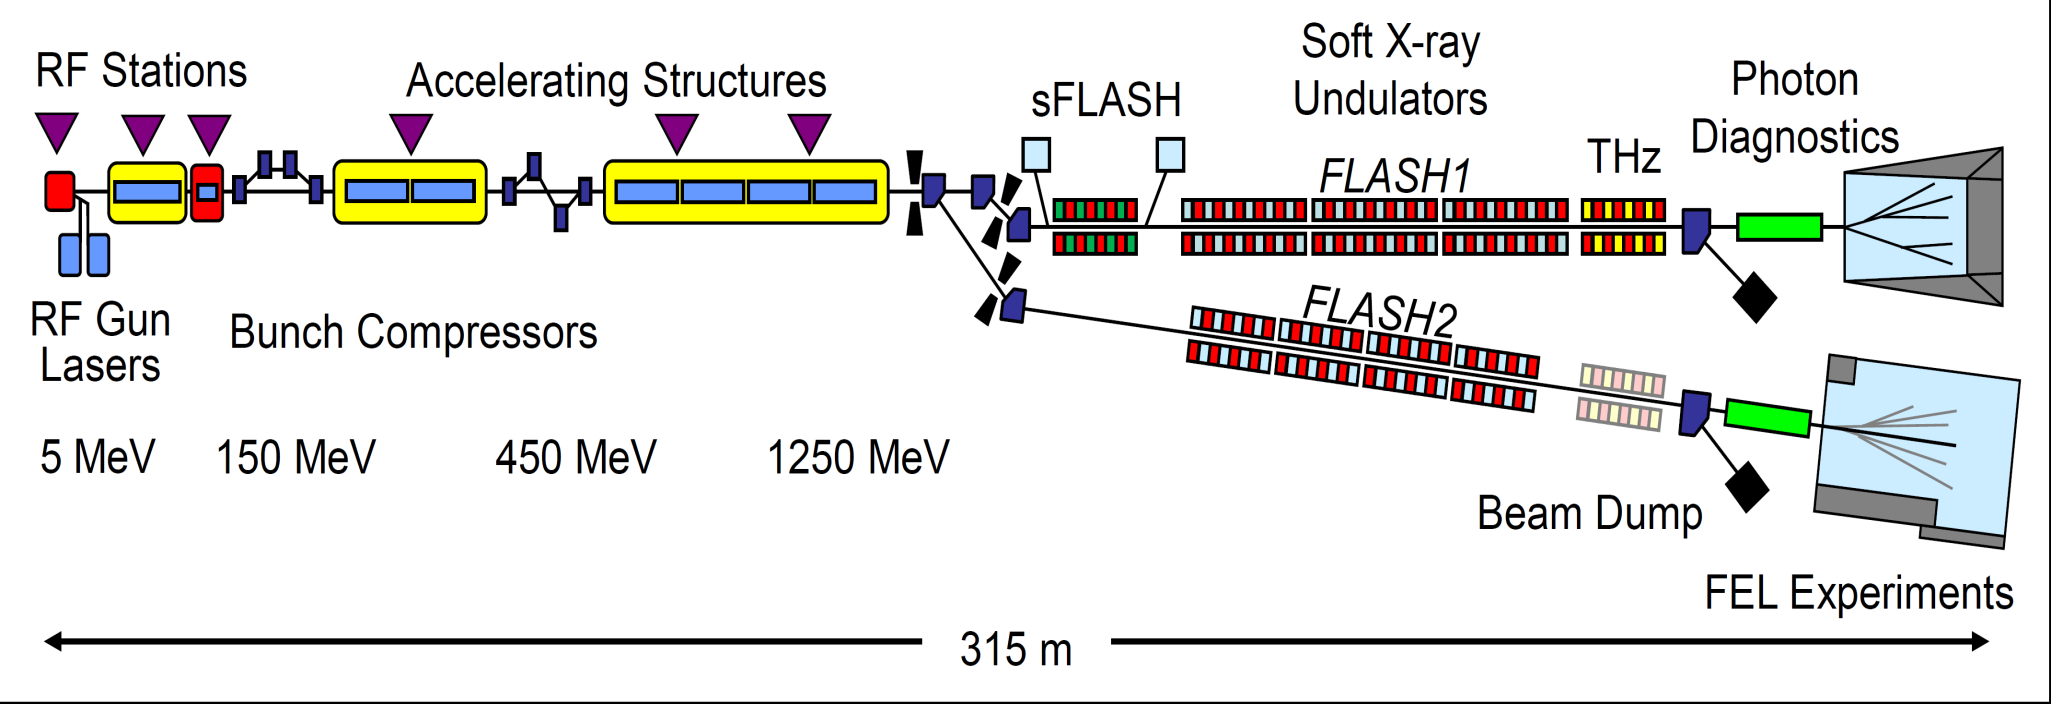 RF Stations
Accelerating Structures
sFLASH
Soft X-ray
Undulators
FLASH1
THz
Photon
Diagnostics
RF Gun
Lasers
Bunch Compressors
FLASH2
5 MeV
150 MeV
450 MeV
1250 MeV
Beam Dump
FEL Experiments
315 m